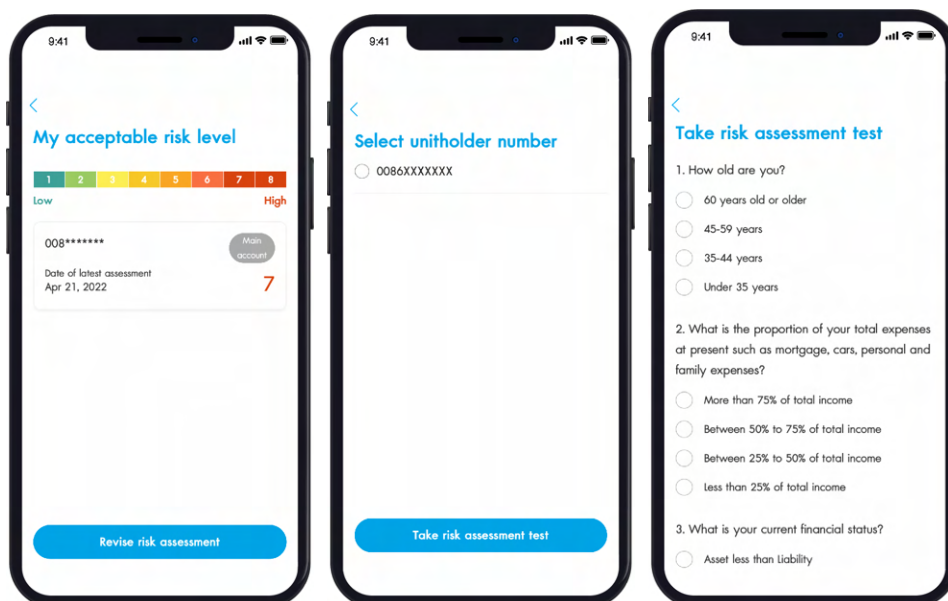 9:41
My acceptable risk level
1 2 3 4 5 6 7 8
Low High
008*******
Main
account
Date of latest assessment
Apr 21, 2022
7
Revise risk assessment
9:41
Select unitholder number
0086XXXXXXX
Take risk assessment test
9:41
Take risk assessment test
1. How old are you?
60 years old or older
45-59 years
35-44 years
Under 35 years
2. What is the proportion of your total expenses
at present such as mortgage, cars, personal and
family expenses?
More than 75% of total income
Between 50% to 75% of total income
Between 25% to 50% of total income
Less than 25% of total income
3. What is your current financial status?
Asset less than Liability